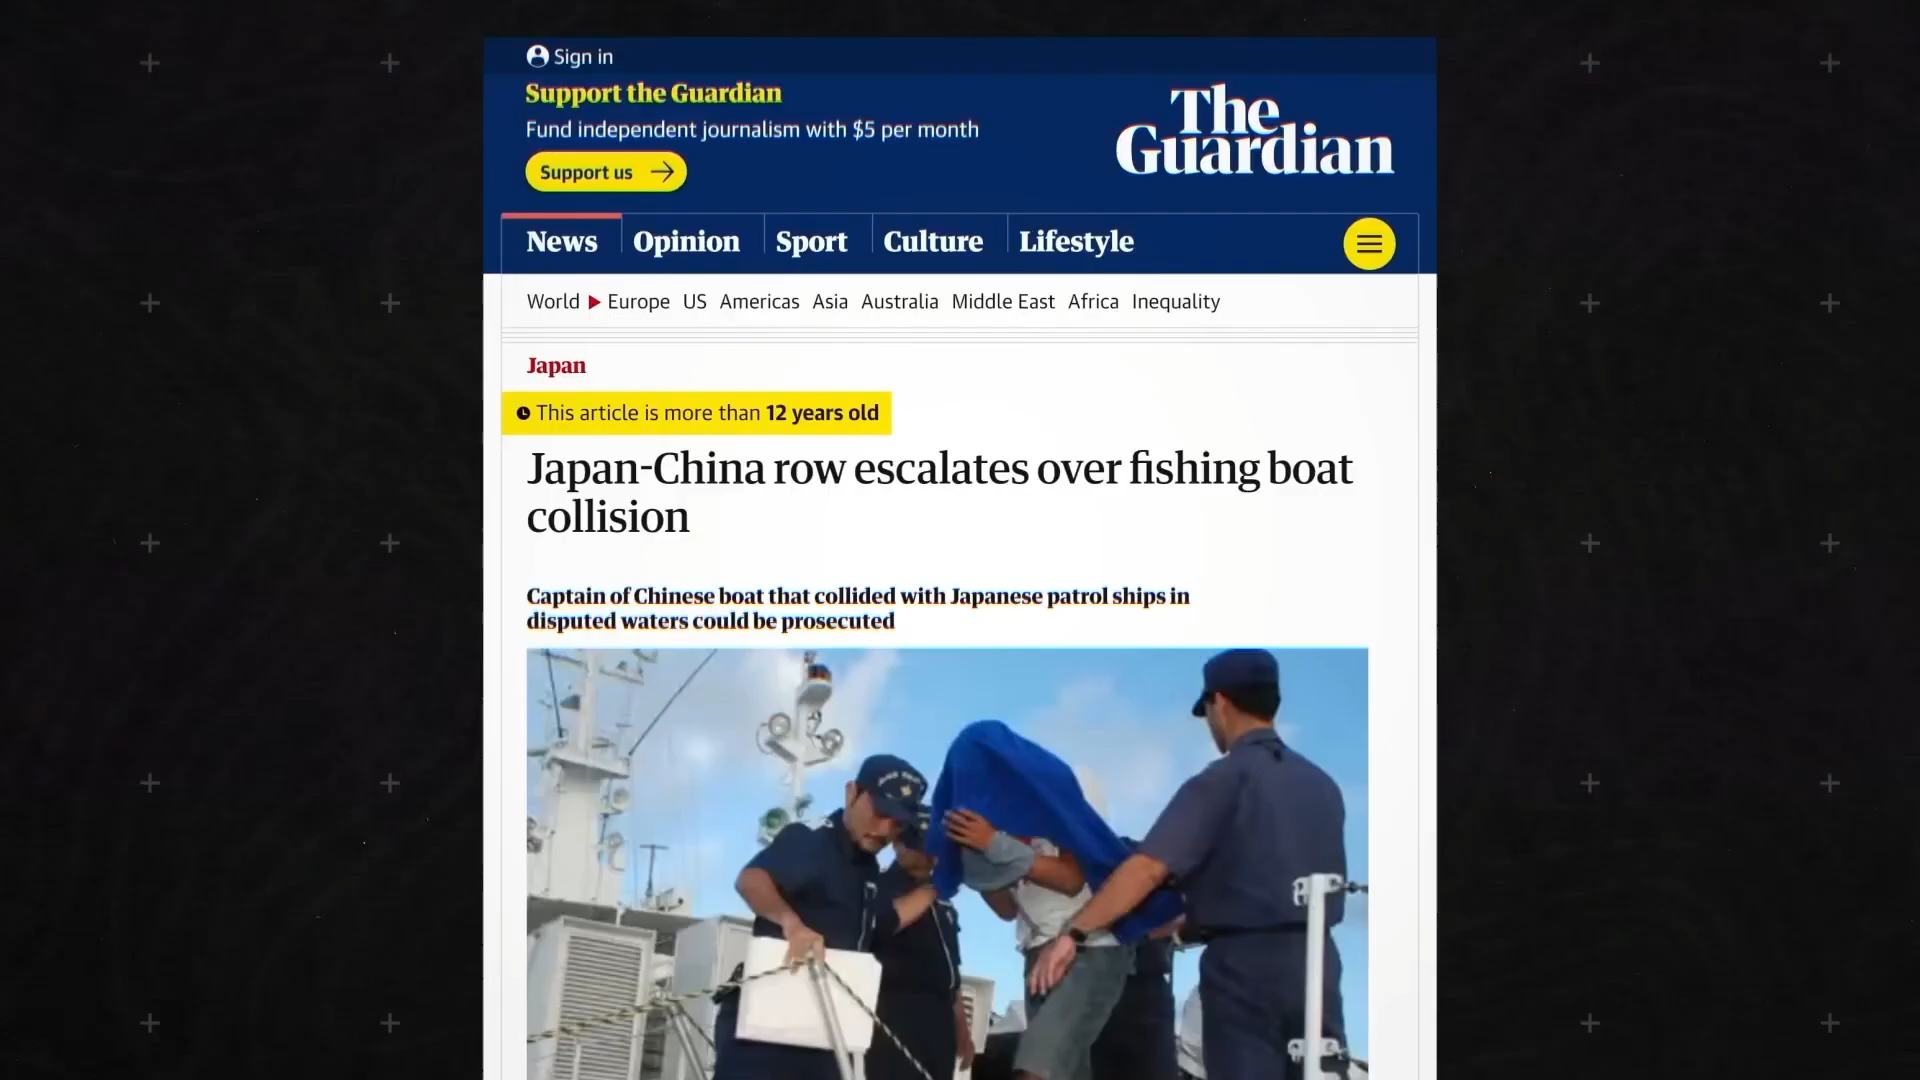 Sign in
Support the Guardian
Fund independent journalism with $5 per month
Support us
The
Guardian
News Opinion Sport Culture Lifestyle
World Europe US Americas Asia Australia Middle East Africa Inequality
Japan
This article is more than 12 years old
Japan-China row escalates over fishing boat
collision
Captain of Chinese boat that collided with Japanese patrol ships in
disputed waters could be prosecuted